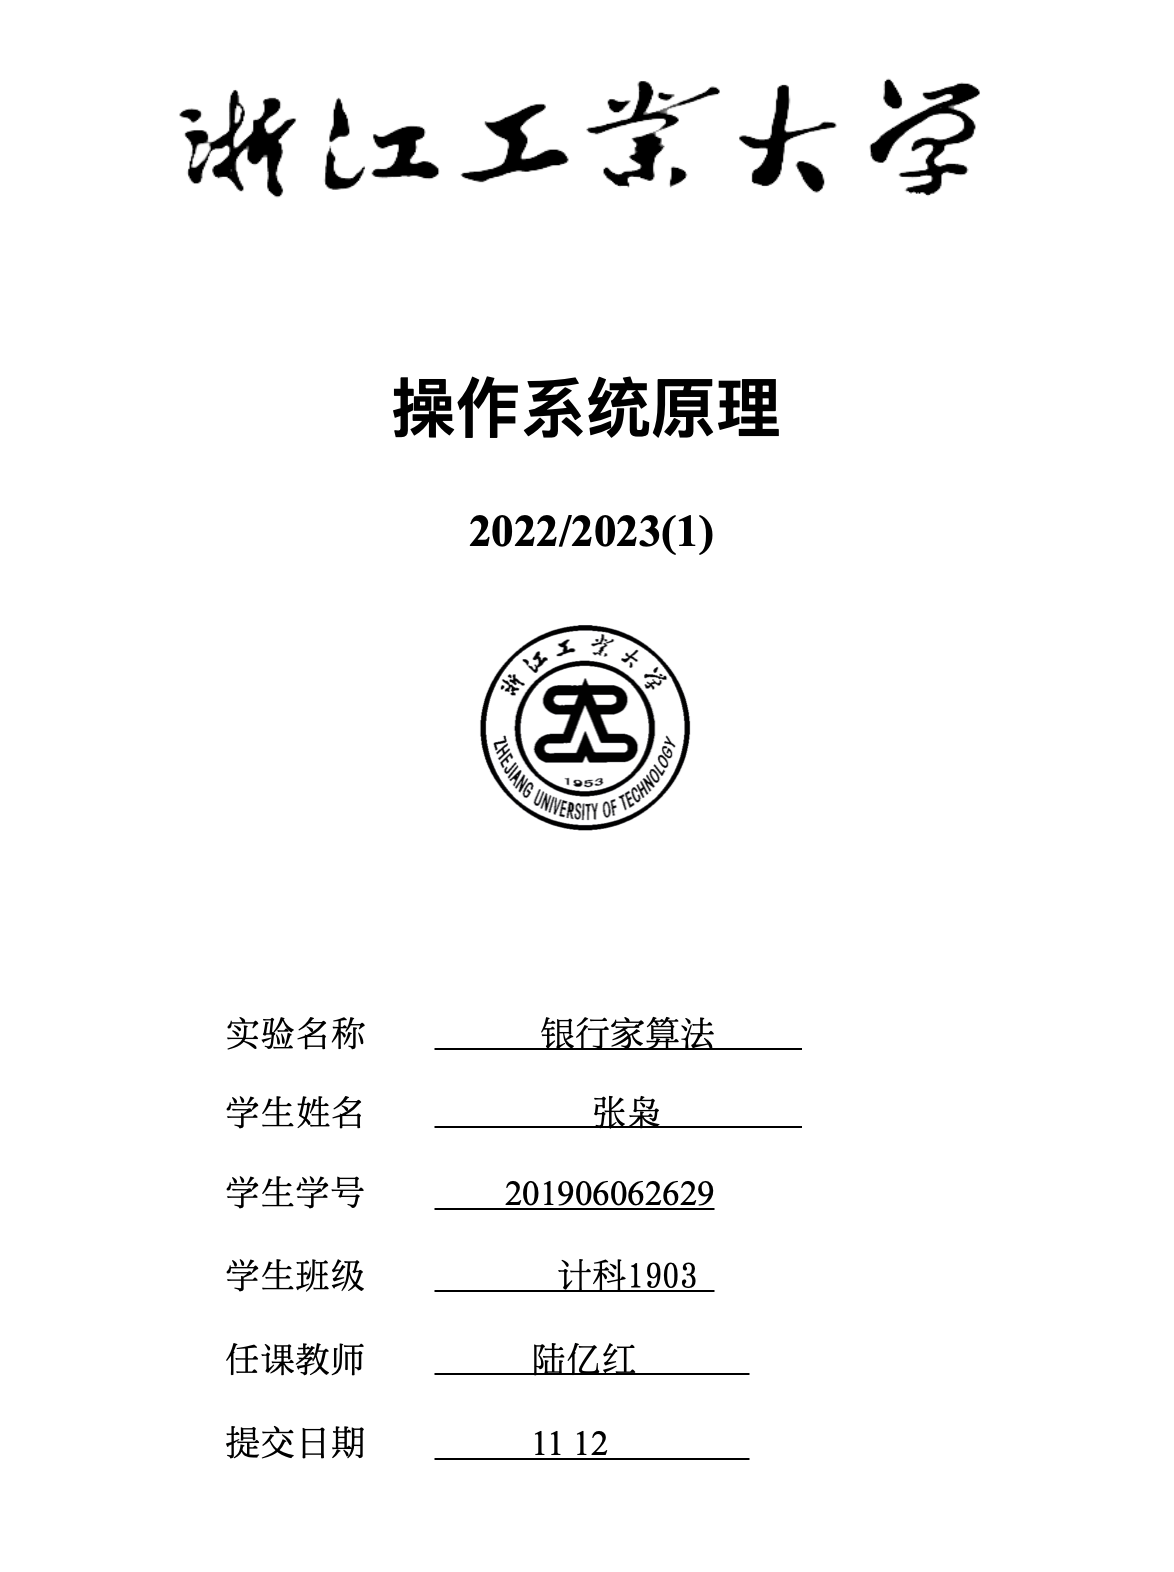 浙江工业大学
操作系统原理
2022/2023(1)
浙江工业大学
1953
ZHEJIANG UNIVERSITY OF TECHNOLOGY
实验名称 银行家算法
学生姓名 张枭
学生学号 201906062629
学生班级 计科1903
任课教师 陆亿红
提交日期 11 12